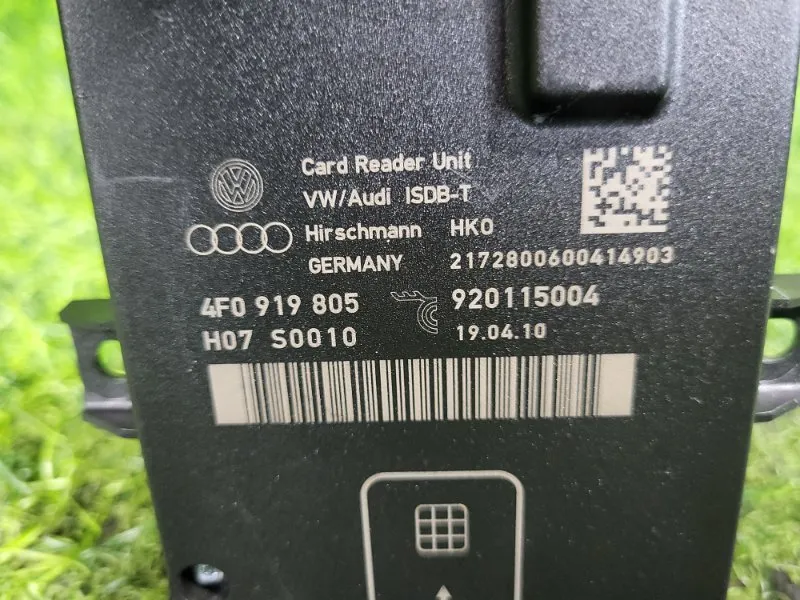 Card Reader Unit
VW/Audi ISDB-T
Hirschmann HK0
GERMANY 2172800600414903
4F0 919 805 920115004
H07 S0010 19.04.10